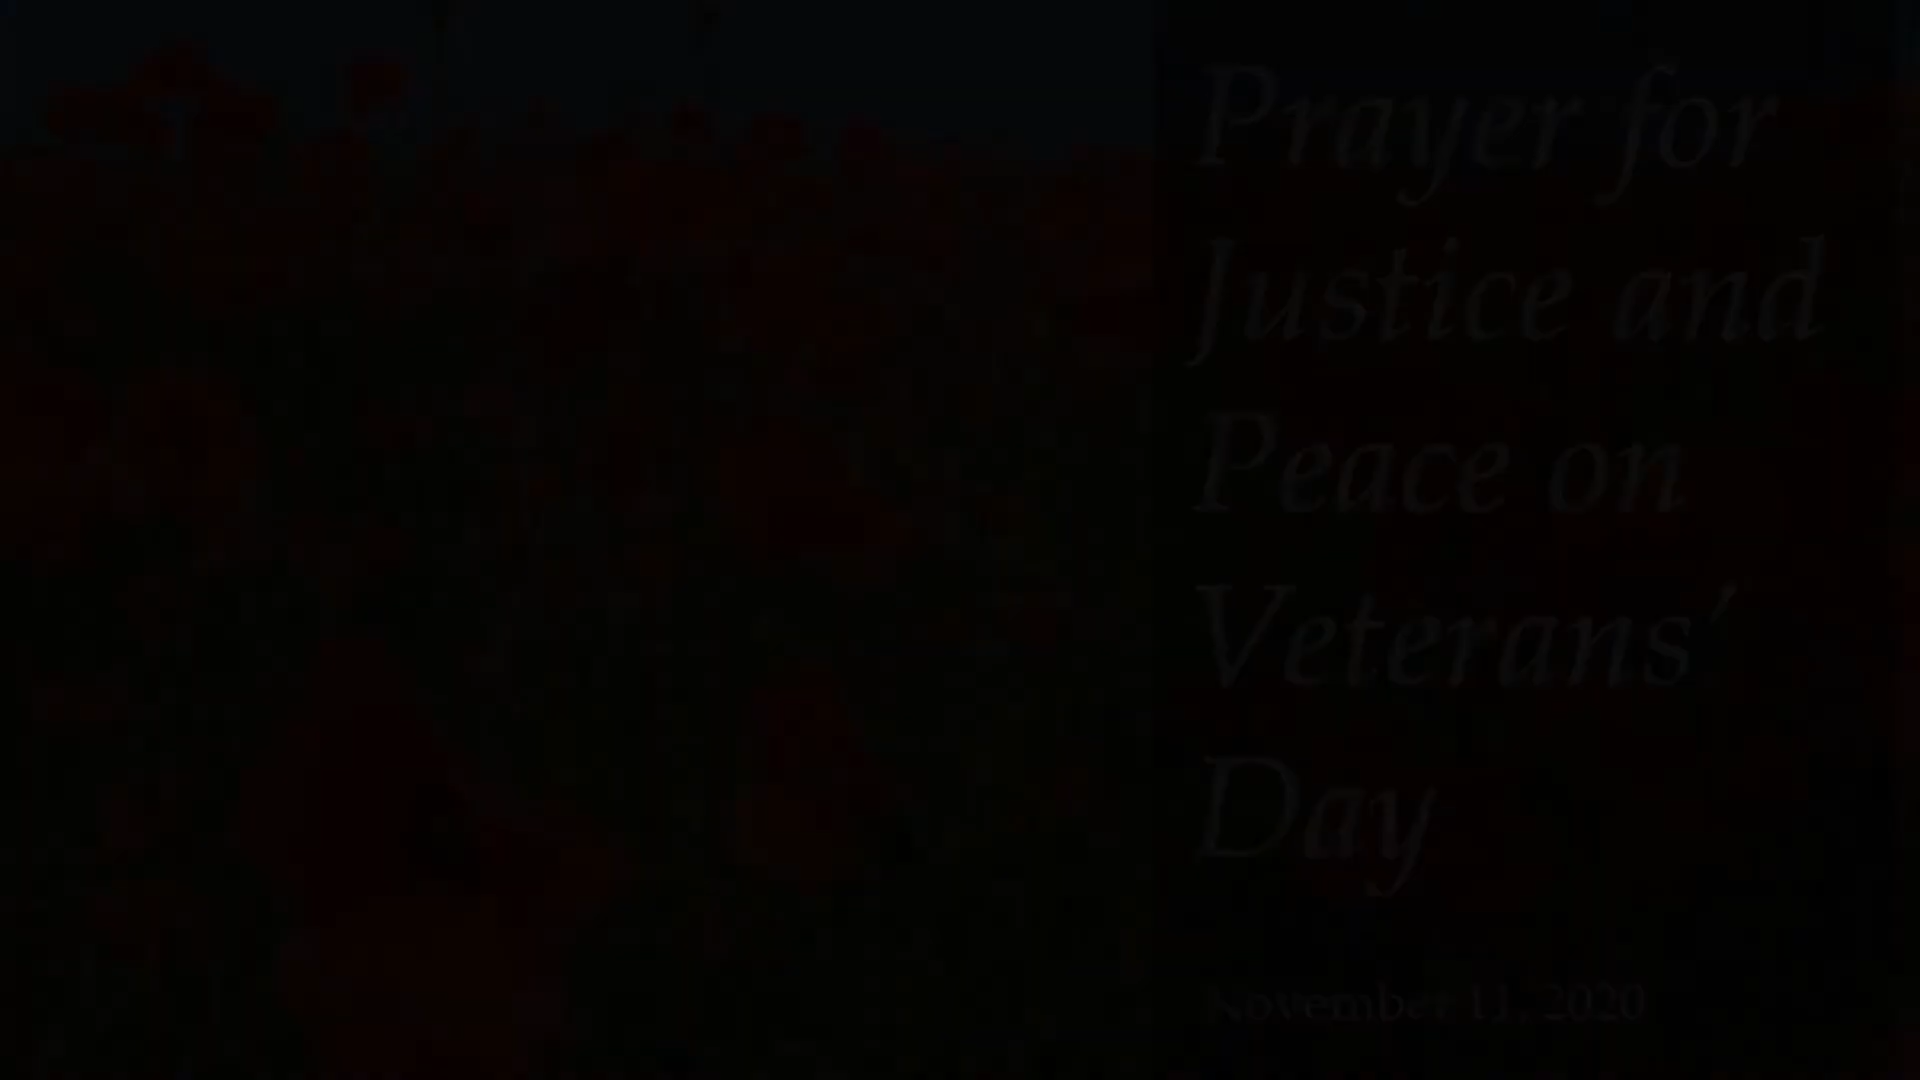 Prayer for
Justice and
Peace on
Veterans’
Day
November 11, 2020